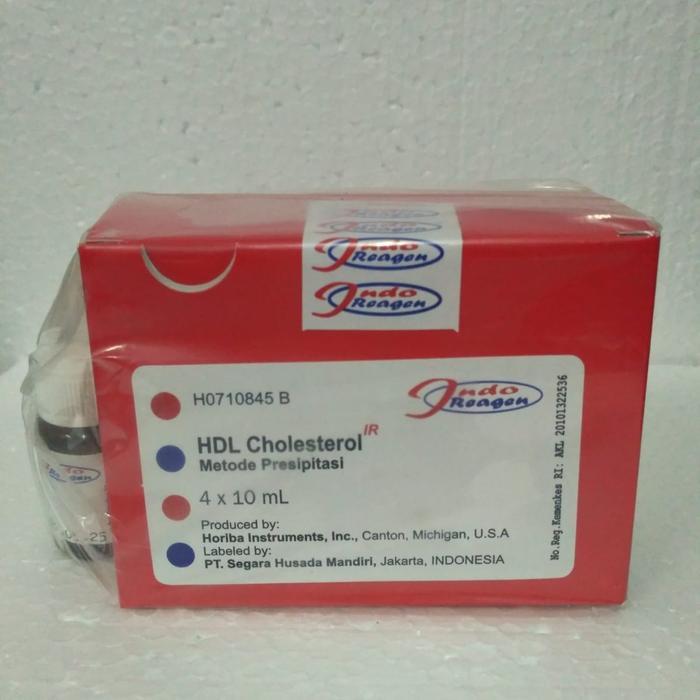 Indo
Reagen
Indo
Reagen
H0710845 B
Indo
Reagen
HDL Cholesterol IR
Metode Presipitasi
4 x 10 mL
Produced by:
Horiba Instruments, Inc., Canton, Michigan, U.S.A
Labeled by:
PT. Segara Husada Mandiri, Jakarta, INDONESIA
No.Reg.Kemenkes RI: AKL 20101322536